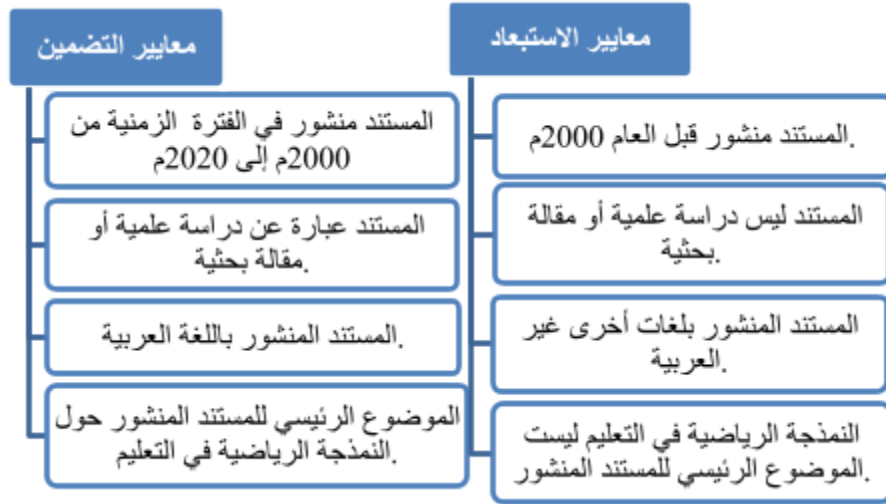 معايير الاستبعاد
المستند منشور قبل العام 2000م.
المستند ليس دراسة علمية أو مقالة
بحثية.
المستند المنشور بلغات أخرى غير
العربية.
النمذجة الرياضية في التعليم ليست
الموضوع الرئيسي للمستند المنشور.
معايير التضمين
المستند منشور في الفترة الزمنية من
2000م إلى 2020م
المستند عبارة عن دراسة علمية أو
مقالة بحثية.
المستند المنشور باللغة العربية.
الموضوع الرئيسي للمستند المنشور حول
النمذجة الرياضية في التعليم.